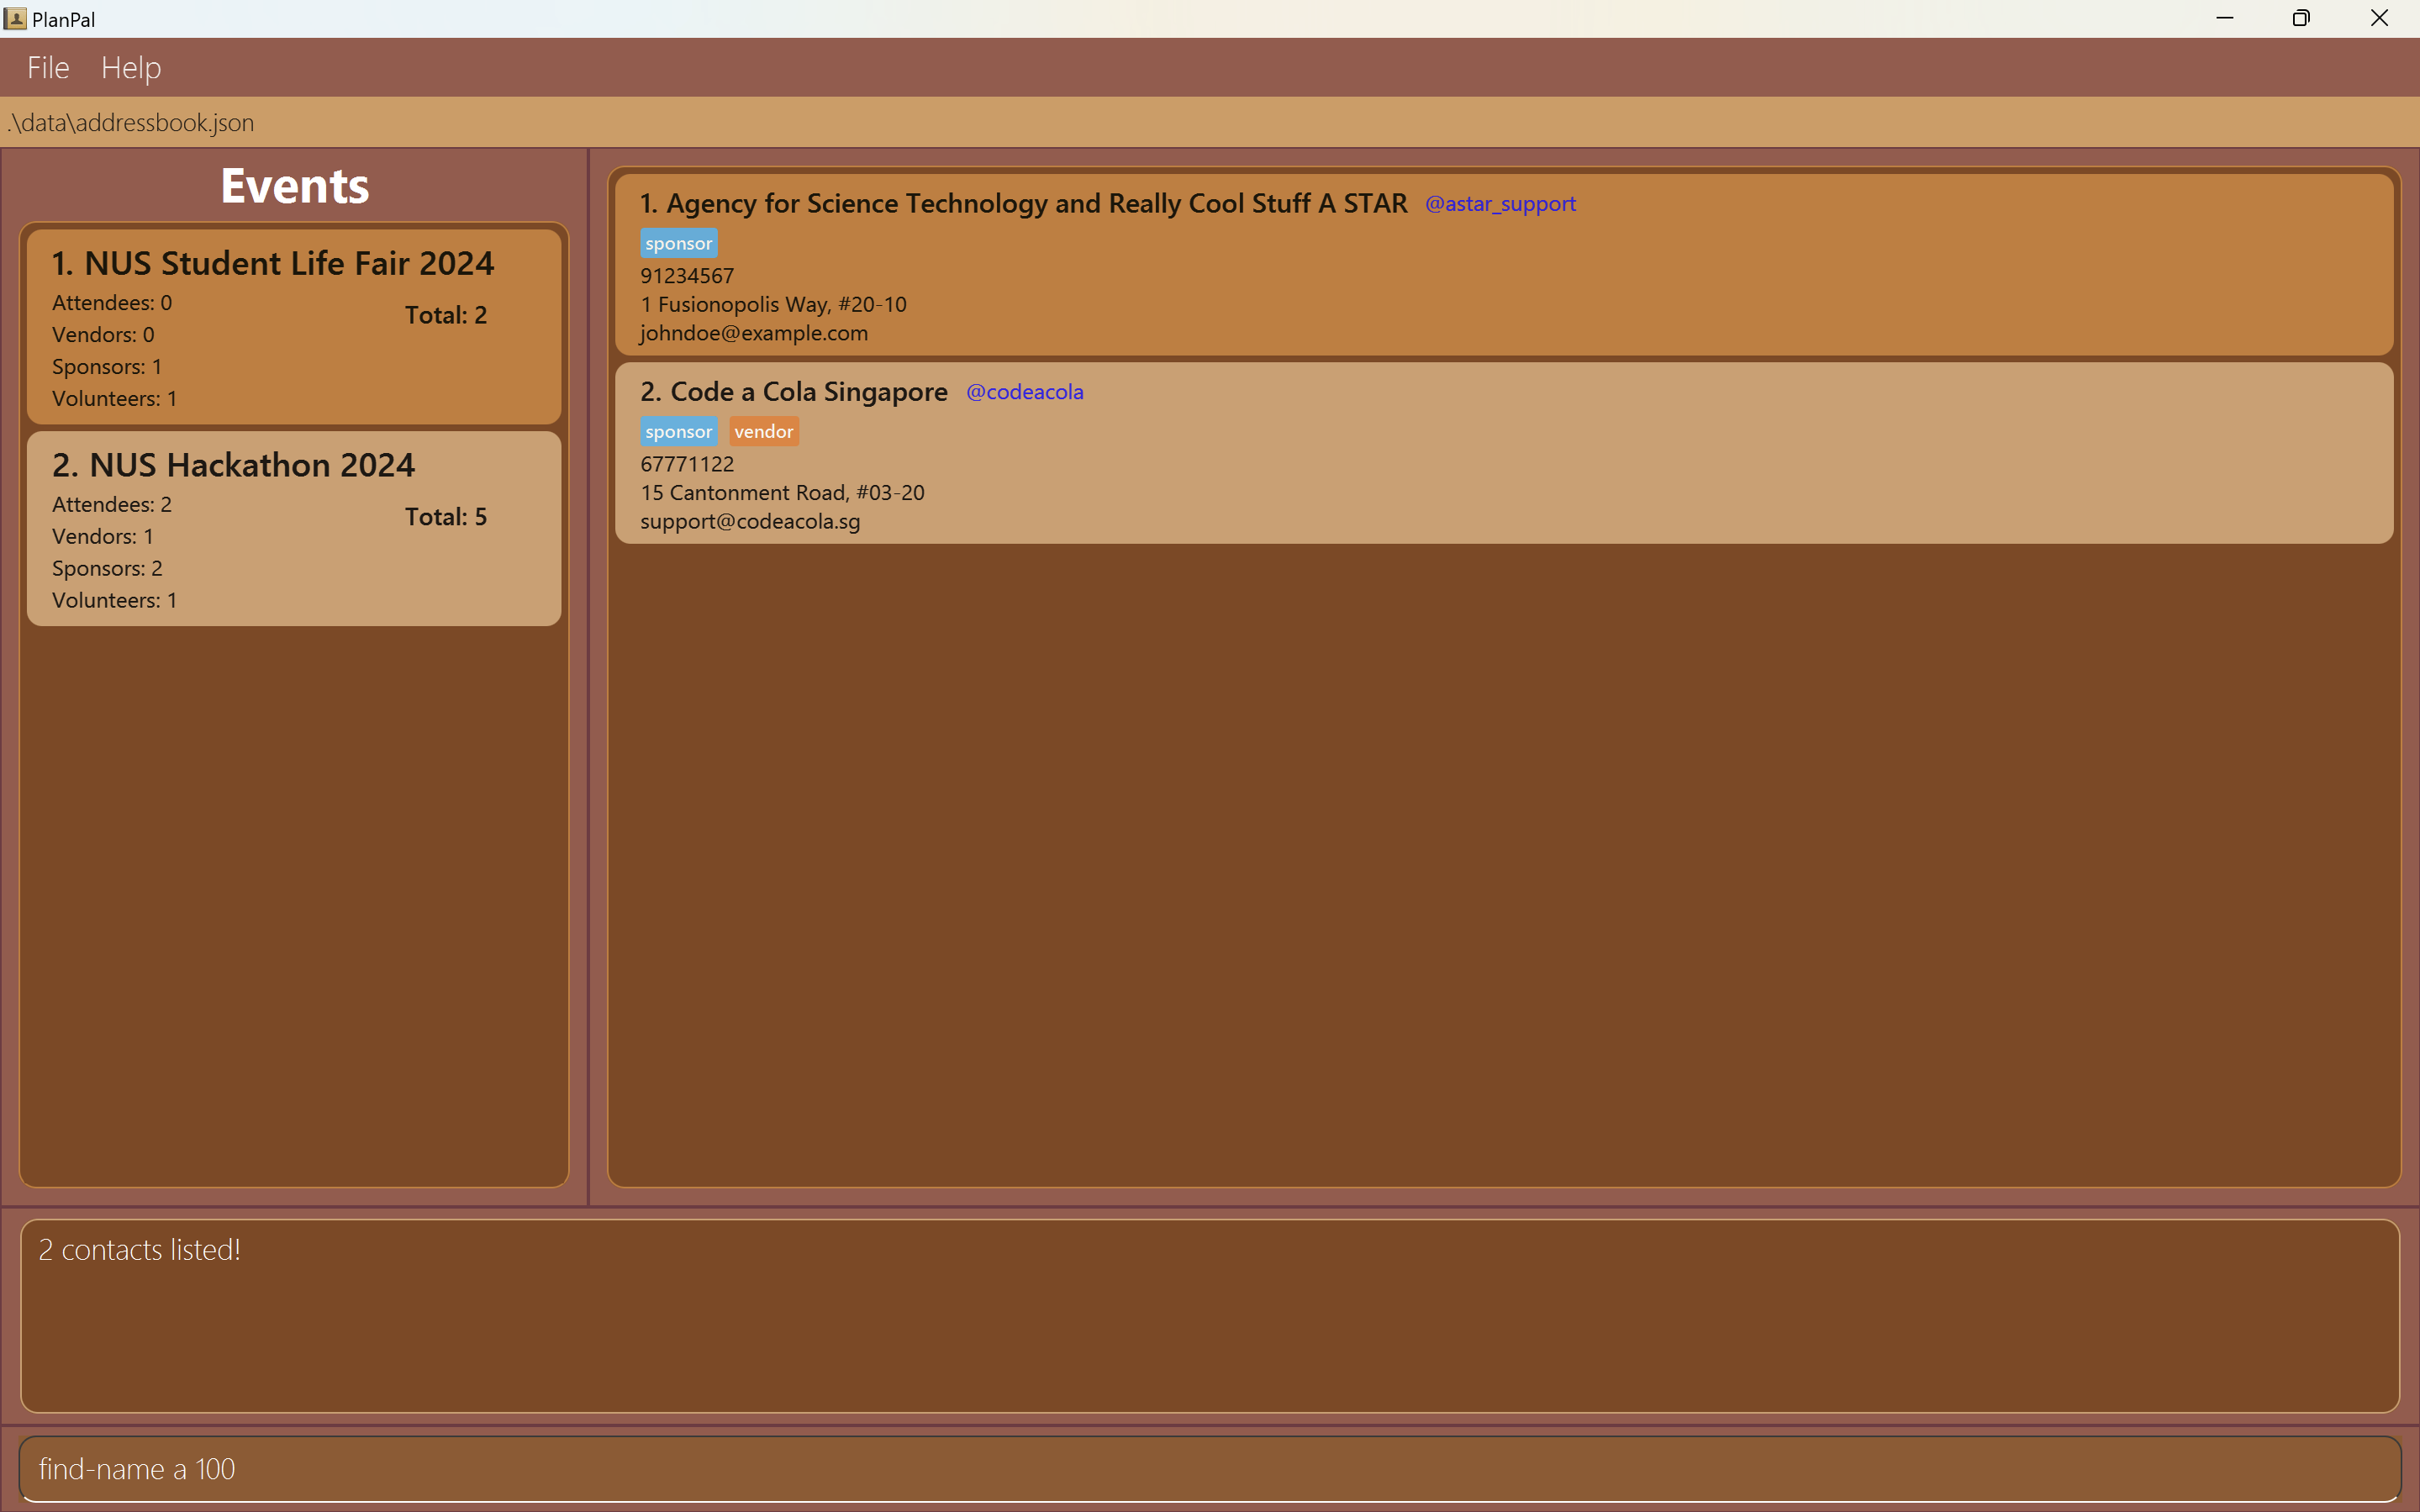 PlanPal
File Help
.\data\addressbook.json
Events
1. NUS Student Life Fair 2024
Attendees: 0
Total: 2
Vendors: 0
Sponsors: 1
Volunteers: 1
2. NUS Hackathon 2024
Attendees: 2
Total: 5
Vendors: 1
Sponsors: 2
Volunteers: 1
1. Agency for Science Technology and Really Cool Stuff A STAR @astar_support
sponsor
91234567
1 Fusionopolis Way, #20-10
johndoe@example.com
2. Code a Cola Singapore @codeacola
sponsor vendor
67771122
15 Cantonment Road, #03-20
support@codeacola.sg
2 contacts listed!
find-name a 100